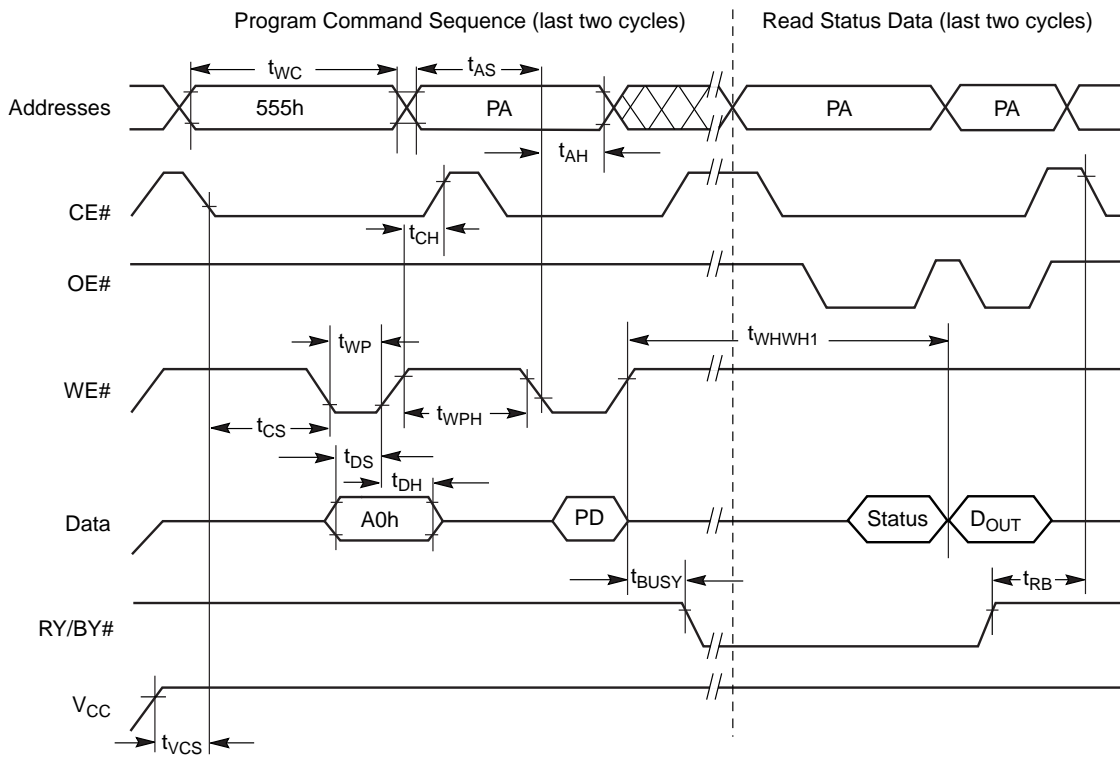 Program Command Sequence (last two cycles)
Read Status Data (last two cycles)
tWC
tAS
Addresses
555h
PA
PA
PA
tAH
CE#
tCH
OE#
tWP
tWHWH1
WE#
tCS
tWPH
tDS
tDH
Data
A0h
PD
Status
DOUT
tBUSY
tRB
RY/BY#
VCC
tVCS